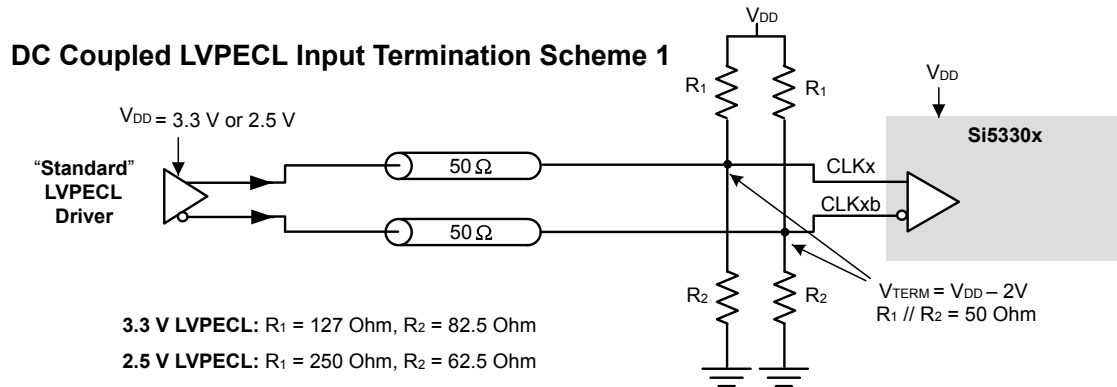 DC Coupled LVPECL Input Termination Scheme 1
VDD
R1
R1
VDD
Si5330x
VDD = 3.3 V or 2.5 V
“Standard”
LVPECL
Driver
50 Ω
50 Ω
CLKx
CLKxb
R2
R2
VTERM = VDD – 2V
R1 // R2 = 50 Ohm
3.3 V LVPECL: R1 = 127 Ohm, R2 = 82.5 Ohm
2.5 V LVPECL: R1 = 250 Ohm, R2 = 62.5 Ohm